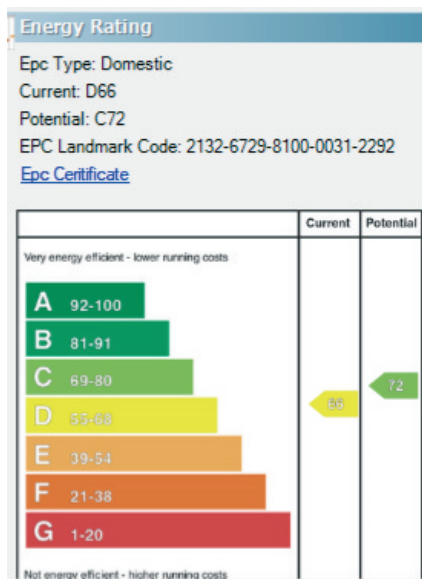 Energy Rating
Epc Type: Domestic
Current: D66
Potential: C72
EPC Landmark Code: 2132-6729-8100-0031-2292
Epc Ceritificate
Current Potential
Very energy efficient - lower running costs
A 92-100
B 81-91
C 69-80
D 55-68
E 39-54
F 21-38
G 1-20
66
72
Not energy efficient - higher running costs